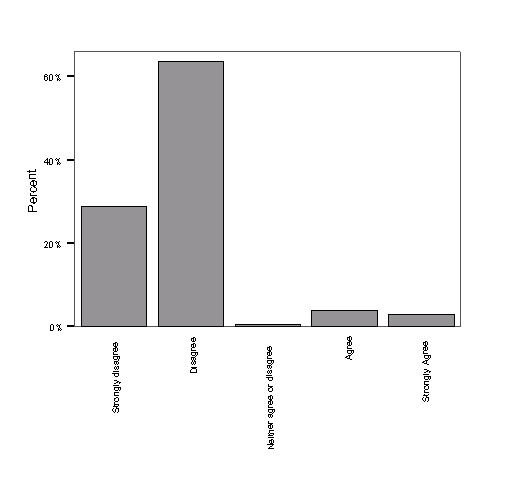 Percent
60%
40%
20%
0%
Strongly disagree
Disagree
Neither agree or disagree
Agree
Strongly Agree